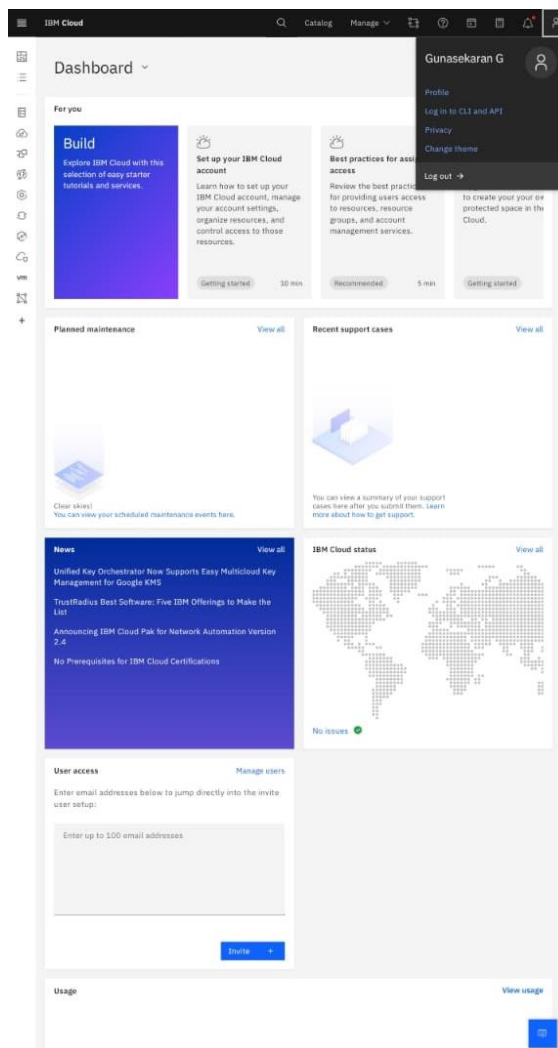 IBM Cloud
Catalog
Manage
Gunasekaran G
Profile
Log in to CLI and API
Privacy
Change theme
Log out →
Dashboard
For you
Build
Explore IBM Cloud with this
selection of easy starter
tutorials and services.
Set up your IBM Cloud
account
Learn how to set up your
IBM Cloud account, manage
your account settings,
organize resources, and
control access to those
resources.
Getting started
10 min
Best practices for assig
access
Review the best practic
for providing users access
to resources, resource
groups, and account
management services.
Recommended
5 min
to create your your
protected space in the
Cloud.
Getting started
Planned maintenance
View all
Clear skies!
You can view your scheduled maintenance events here.
Recent support cases
View all
You can view a summary of your support
cases here after you submit them. Learn
more about how to get support.
News
View all
Unified Key Orchestrator Now Supports Easy Multicloud Key
Management for Google KMS
TrustRadius Best Software: Five IBM Offerings to Make the
List
Announcing IBM Cloud Pak for Network Automation Version
2.4
No Prerequisites for IBM Cloud Certifications
IBM Cloud status
View all
No issues
User access
Manage users
Enter email addresses below to jump directly into the invite
user setup:
Enter up to 100 email addresses
Invite +
Usage
View usage